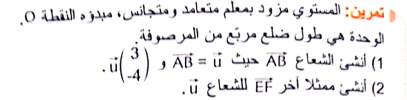 تمرين: المستوي مزود بمعلم متعامد ومتجانس، مبدؤه النقطة O.
الوحدة هي طول ضلع مربّع من المرصوفة.
1) أنشئ الشعاع $\overrightarrow{AB}$ حيث $\overrightarrow{AB} = \vec{u}$ و $\vec{u}\begin{pmatrix} 3 \\ -4 \end{pmatrix}$.
2) أنشئ ممثلا آخر $\overrightarrow{EF}$ للشعاع $\vec{u}$.